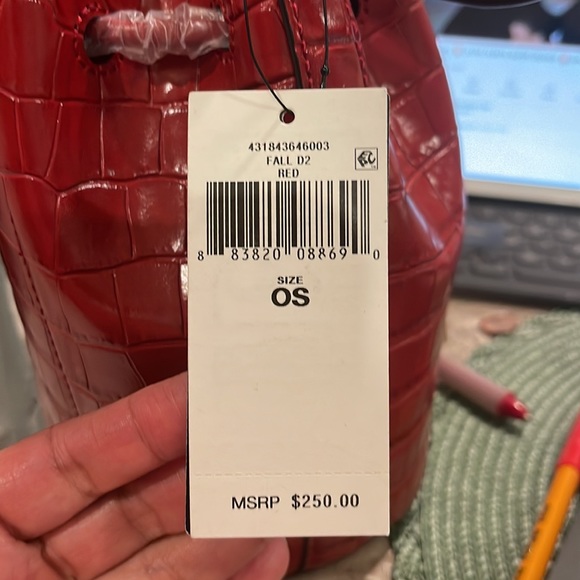 431843646003
FALL D2
RED
8 83820 08869 0
SIZE
OS
MSRP $250.00